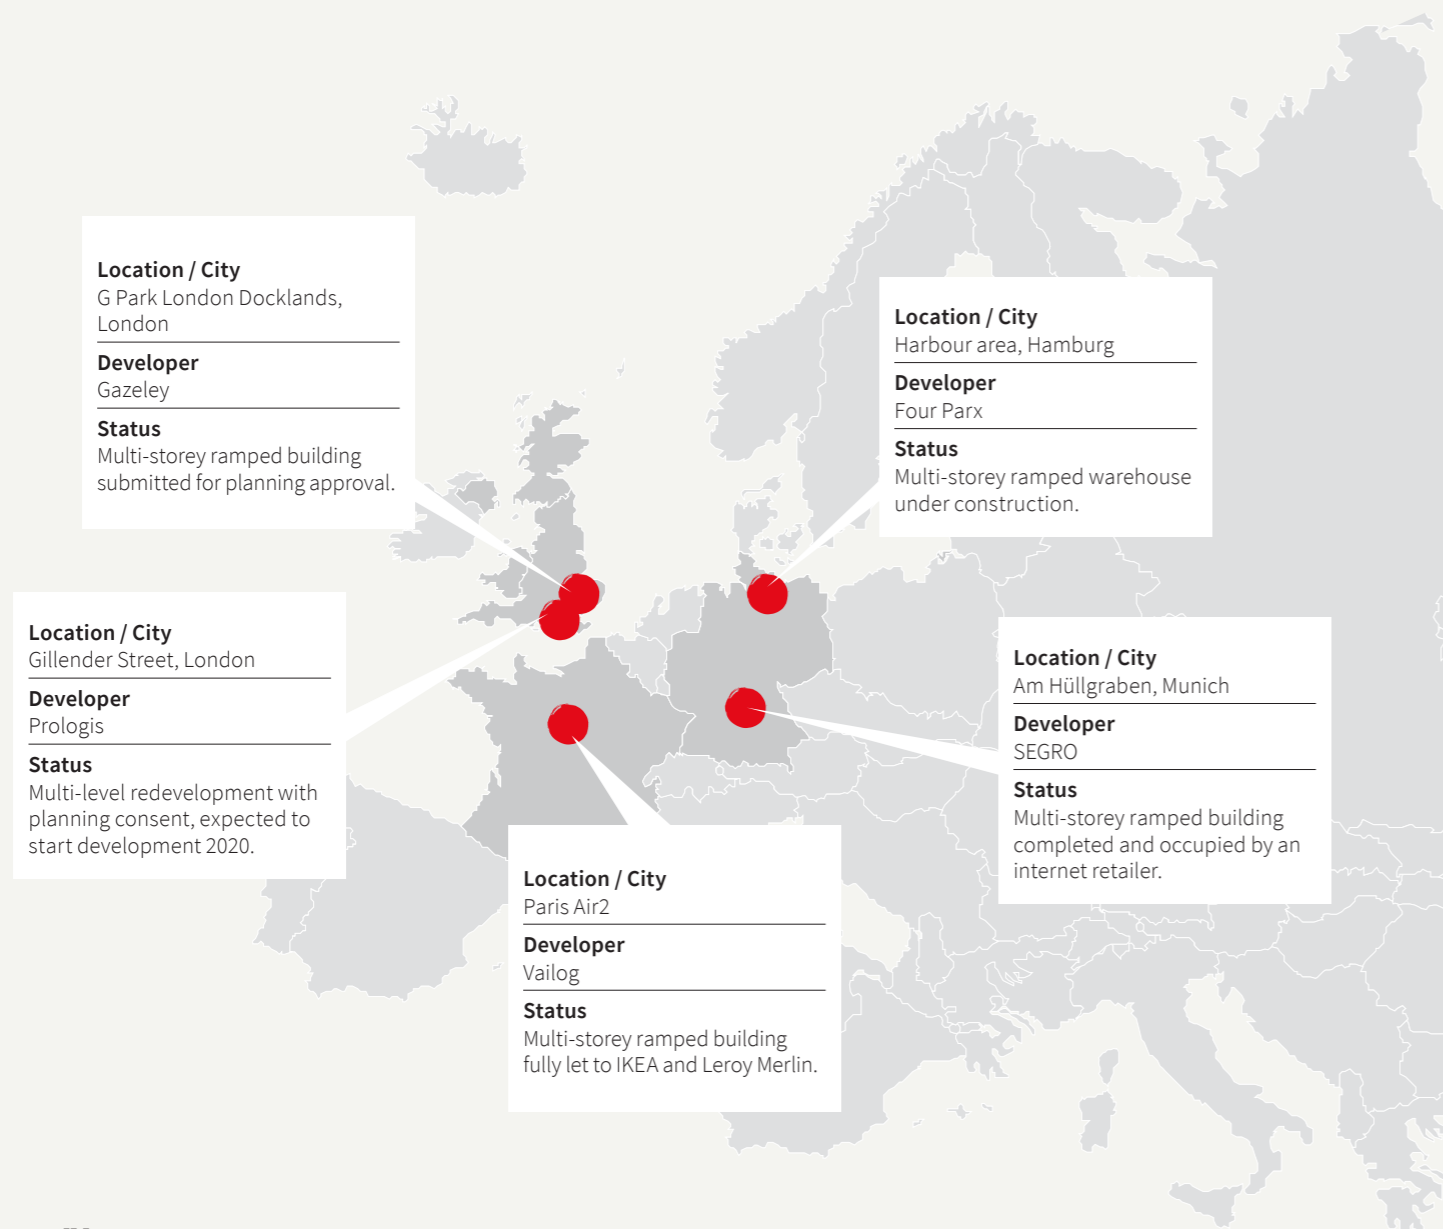 Location / City
G Park London Docklands,
London
Developer
Gazeley
Status
Multi-storey ramped building
submitted for planning approval.
Location / City
Harbour area, Hamburg
Developer
Four Parx
Status
Multi-storey ramped warehouse
under construction.
Location / City
Gillender Street, London
Developer
Prologis
Status
Multi-level redevelopment with
planning consent, expected to
start development 2020.
Location / City
Am Hüllgraben, Munich
Developer
SEGRO
Status
Multi-storey ramped building
completed and occupied by an
internet retailer.
Location / City
Paris Air2
Developer
Vailog
Status
Multi-storey ramped building
fully let to IKEA and Leroy Merlin.